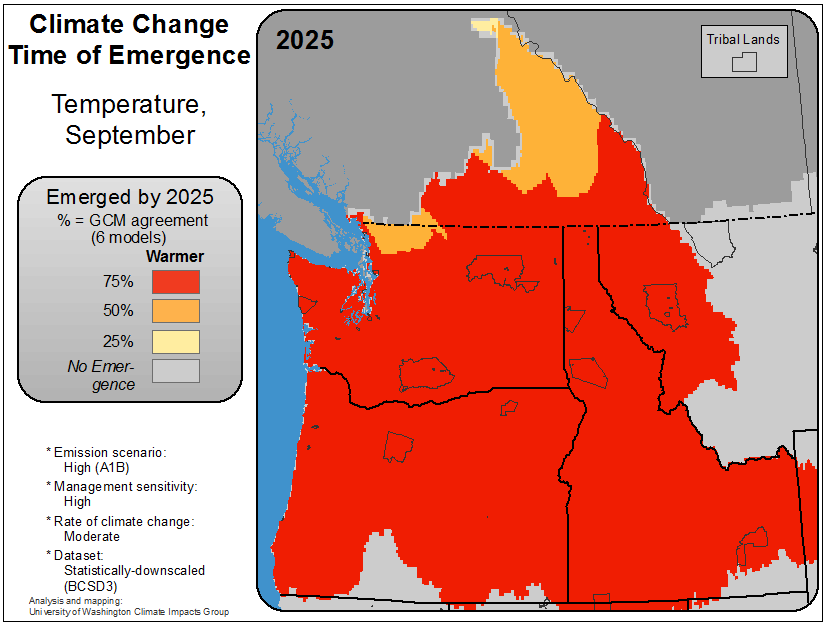 Climate Change
Time of Emergence
Temperature,
September
Emerged by 2025
% = GCM agreement
(6 models)
Warmer
75%
50%
25%
No Emer-
gence
* Emission scenario:
High (A1B)
* Management sensitivity:
High
* Rate of climate change:
Moderate
* Dataset:
Statistically-downscaled
(BCSD3)
Analysis and mapping:
University of Washington Climate Impacts Group
2025
Tribal Lands